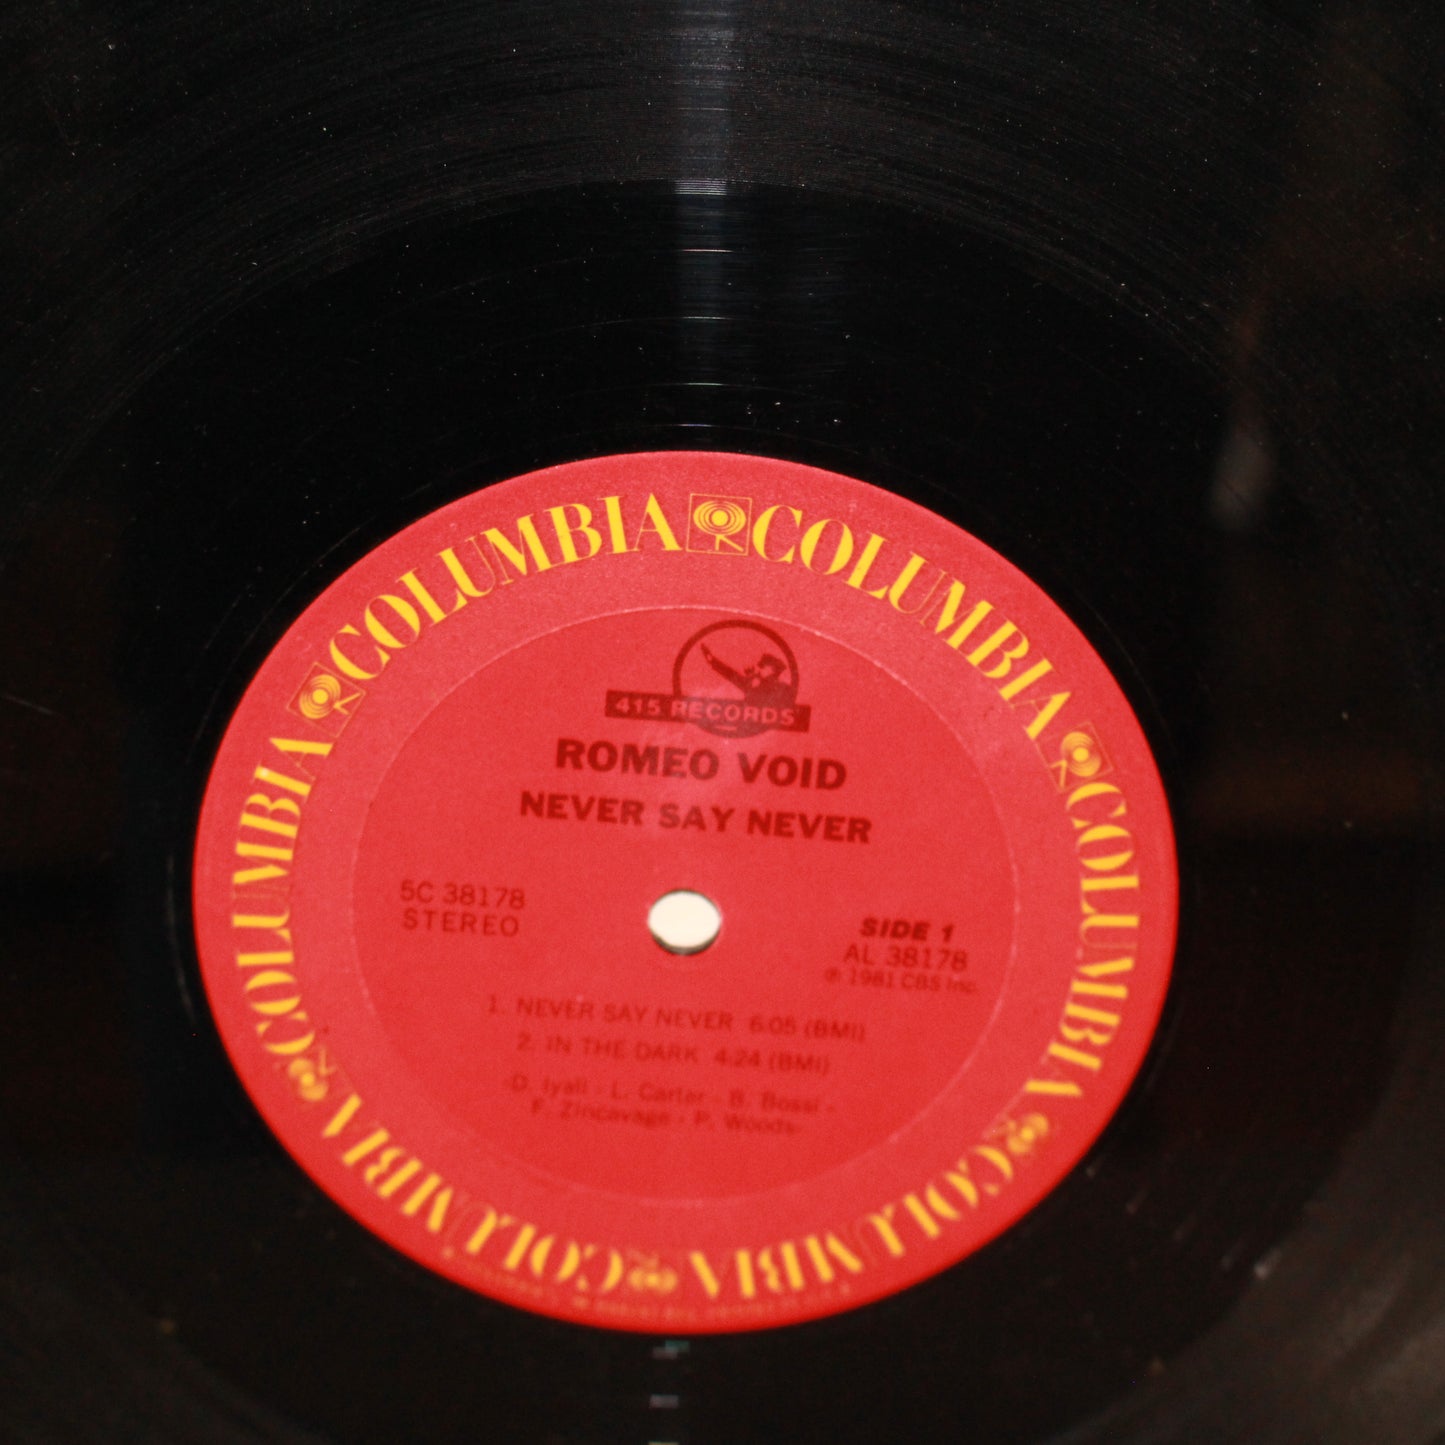 COLUMBIA COLUMBIA COLUMBIA COLUMBIA COLUMBIA COLUMBIA
415 RECORDS
ROMEO VOID
NEVER SAY NEVER
5C 38178
STEREO
SIDE 1
AL 38178
℗ 1981 CBS Inc.
1. NEVER SAY NEVER 6:05 (BMI)
2. IN THE DARK 4:24 (BMI)
-D. Iyall - L. Carter - B. Bossi -
F. Zincavage - P. Woods-